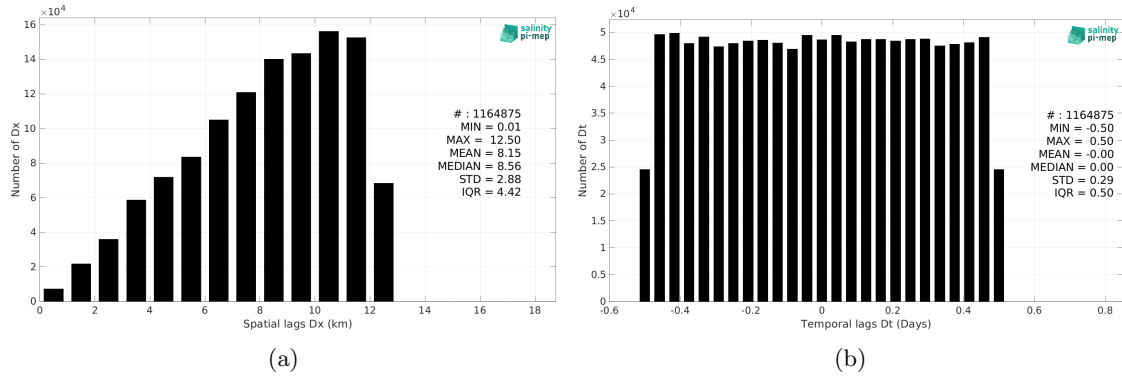 ×10^4
16
14
12
10
8
6
4
2
0
Number of Dx
0 2 4 6 8 10 12 14 16 18
Spatial lags Dx (km)
salinity
pi-mep
# : 1164875
MIN = 0.01
MAX = 12.50
MEAN = 8.15
MEDIAN = 8.56
STD = 2.88
IQR = 4.42
(a)
×10^4
5
4.5
4
3.5
3
2.5
2
1.5
1
0.5
0
Number of Dt
-0.6 -0.4 -0.2 0 0.2 0.4 0.6 0.8
Temporal lags Dt (Days)
salinity
pi-mep
# : 1164875
MIN = -0.50
MAX = 0.50
MEAN = -0.00
MEDIAN = 0.00
STD = 0.29
IQR = 0.50
(b)